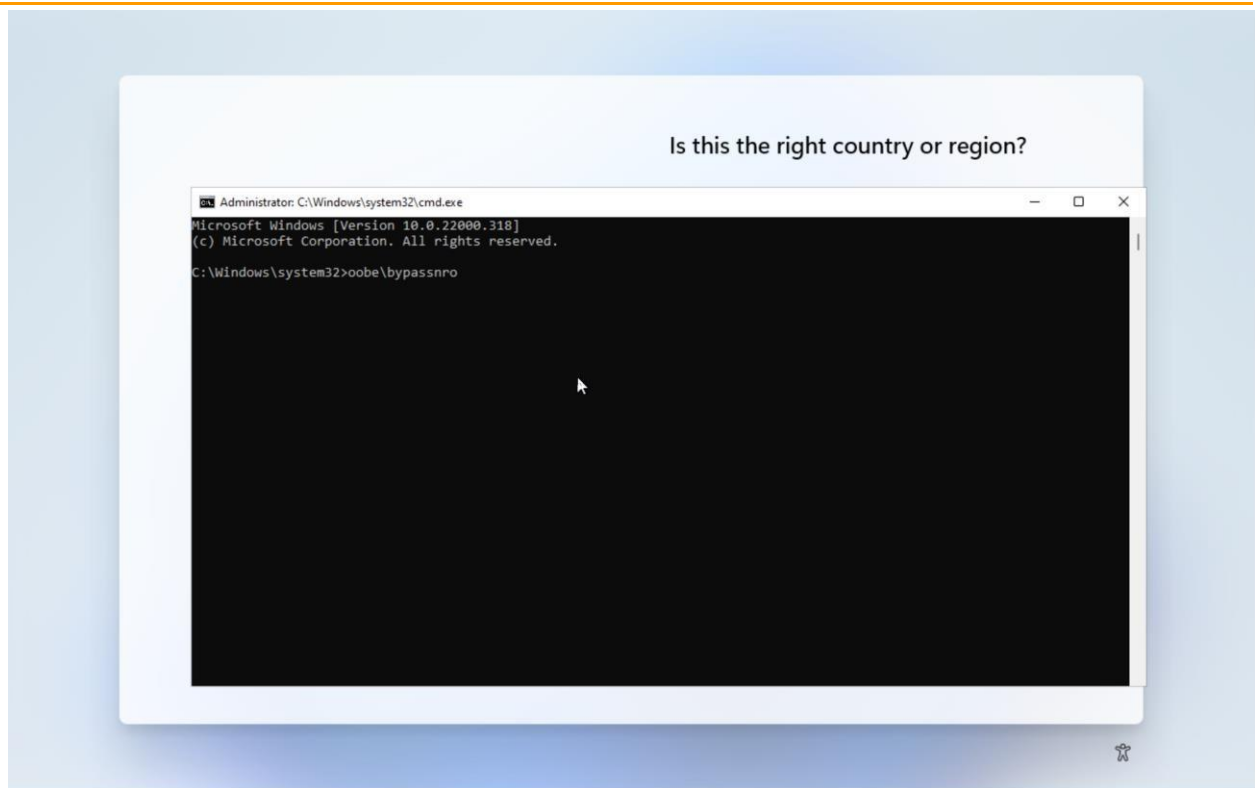 Is this the right country or region?
Administrator: C:\Windows\system32\cmd.exe
Microsoft Windows [Version 10.0.22000.318]
(c) Microsoft Corporation. All rights reserved.
C:\Windows\system32>oobe\bypassnro